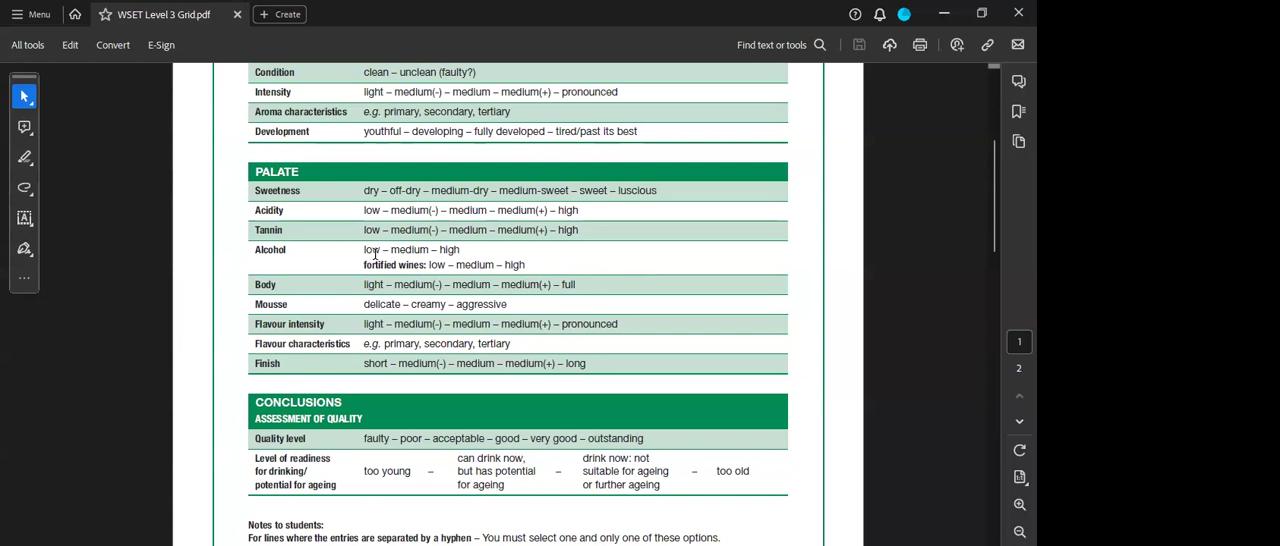 Menu
WSET Level 3 Grid.pdf
Create
All tools Edit Convert E-Sign
Find text or tools
Condition clean – unclean (faulty?)
Intensity light – medium(-) – medium – medium(+) – pronounced
Aroma characteristics e.g. primary, secondary, tertiary
Development youthful – developing – fully developed – tired/past its best
PALATE
Sweetness dry – off-dry – medium-dry – medium-sweet – sweet – luscious
Acidity low – medium(-) – medium – medium(+) – high
Tannin low – medium(-) – medium – medium(+) – high
Alcohol low – medium – high
fortified wines: low – medium – high
Body light – medium(-) – medium – medium(+) – full
Mousse delicate – creamy – aggressive
Flavour intensity light – medium(-) – medium – medium(+) – pronounced
Flavour characteristics e.g. primary, secondary, tertiary
Finish short – medium(-) – medium – medium(+) – long
CONCLUSIONS
ASSESSMENT OF QUALITY
Quality level faulty – poor – acceptable – good – very good – outstanding
Level of readiness can drink now, drink now: not
for drinking/ too young – but has potential – suitable for ageing – too old
potential for ageing for ageing or further ageing
Notes to students:
For lines where the entries are separated by a hyphen – You must select one and only one of these options.
1
2